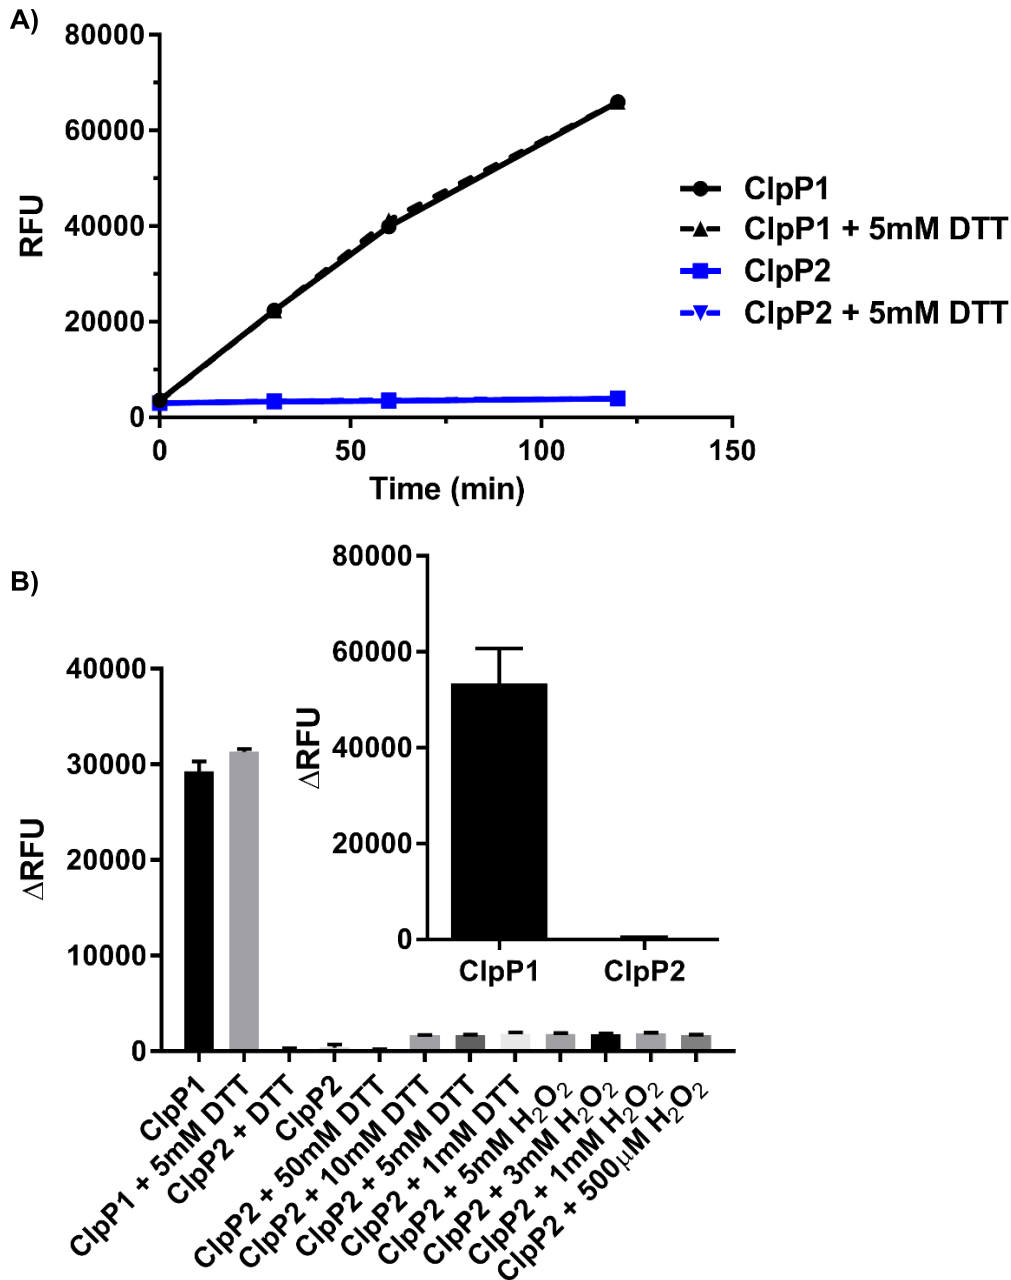 A)
80000
60000
40000
20000
0
RFU
0 50 100 150
Time (min)
ClpP1
ClpP1 + 5mM DTT
ClpP2
ClpP2 + 5mM DTT
B)
40000
30000
20000
10000
0
ΔRFU
80000
60000
40000
20000
0
ΔRFU
ClpP1 ClpP2
ClpP1
ClpP1 + 5mM DTT
ClpP2 + DTT
ClpP2
ClpP2 + 50mM DTT
ClpP2 + 10mM DTT
ClpP2 + 5mM DTT
ClpP2 + 1mM DTT
ClpP2 + 5mM H₂O₂
ClpP2 + 3mM H₂O₂
ClpP2 + 1mM H₂O₂
ClpP2 + 500μM H₂O₂